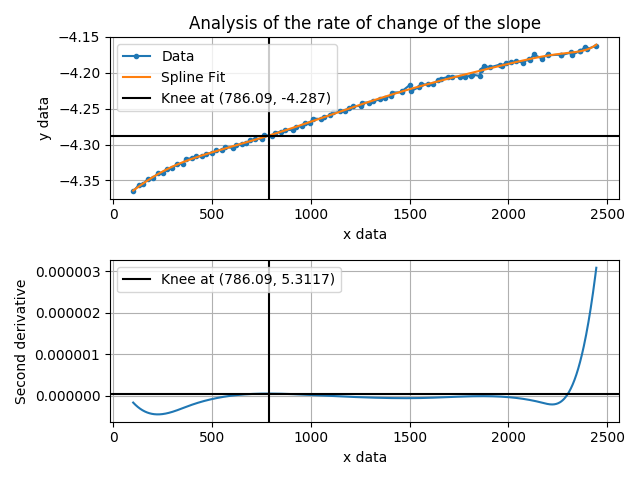 Analysis of the rate of change of the slope
−4.15
−4.20
−4.25
−4.30
−4.35
y data
Data
Spline Fit
Knee at (786.09, -4.287)
0
500
1000
1500
2000
2500
x data
0.000003
0.000002
0.000001
0.000000
Second derivative
Knee at (786.09, 5.3117)
0
500
1000
1500
2000
2500
x data